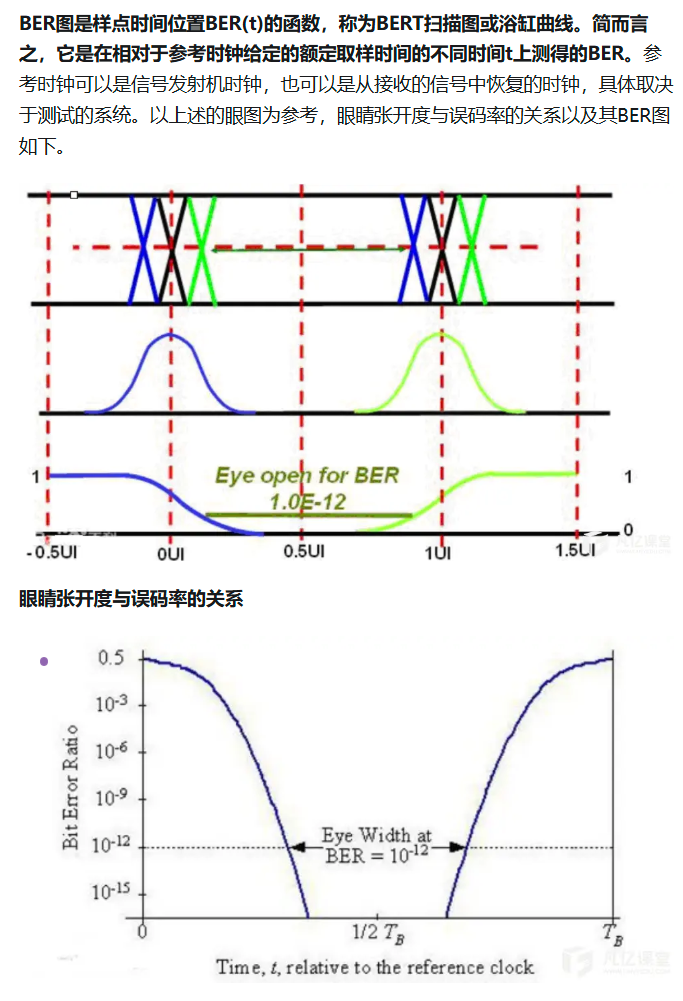 BER图是样点时间位置BER(t)的函数，称为BERT扫描图或浴缸曲线。简而言
之，它是在相对于参考时钟给定的额定取样时间的不同时间t上测得的BER。参
考时钟可以是信号发射机时钟，也可以是从接收的信号中恢复的时钟，具体取决
于测试的系统。以上述的眼图为参考，眼睛张开度与误码率的关系以及其BER图
如下。
Eye open for BER
1.0E-12
1
1
0
-0.5UI
0UI
0.5UI
1UI
1.5UI
凡亿课堂
眼睛张开度与误码率的关系
Bit Error Ratio
0.5
10-3
10-6
10-9
10-12
10-15
Eye Width at
BER = 10-12
0
1/2 TB
TB
Time, t, relative to the reference clock
凡亿课堂